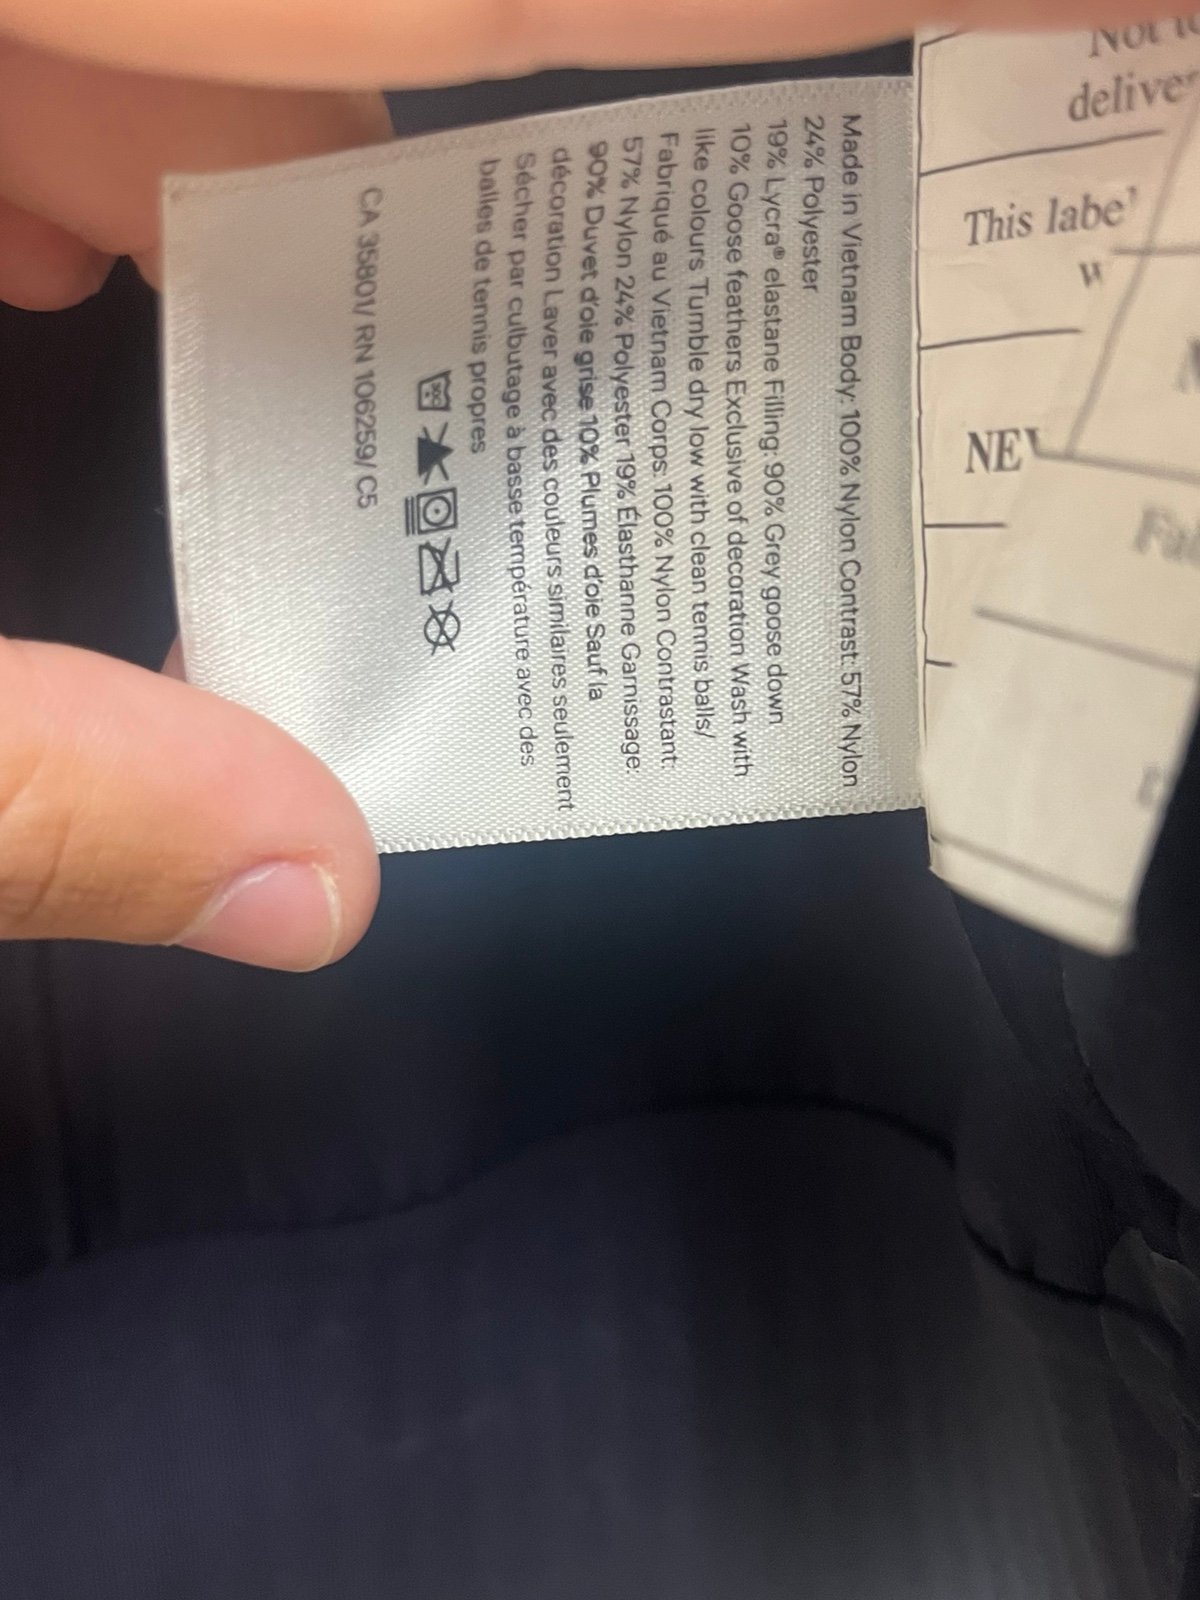 Made in Vietnam Body: 100% Nylon Contrast: 57% Nylon
24% Polyester
19% Lycra® elastane Filling: 90% Grey goose down
10% Goose feathers Exclusive of decoration Wash with
like colours Tumble dry low with clean tennis balls/
Fabriqué au Vietnam Corps: 100% Nylon Contrastant:
57% Nylon 24% Polyester 19% Élasthanne Garnissage:
90% Duvet d'oie grise 10% Plumes d'oie Sauf la
décoration Laver avec des couleurs similaires seulement
Sécher par culbutage à basse température avec des
balles de tennis propres
CA 35801/ RN 106259/ C5
Not
This